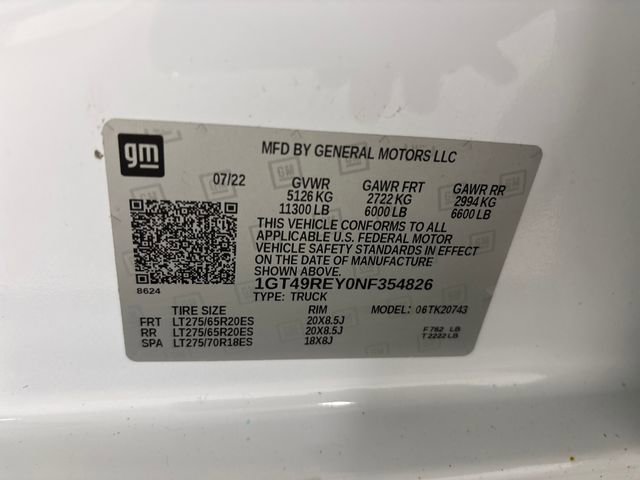 gm
MFD BY GENERAL MOTORS LLC
07/22 GVWR GAWR FRT GAWR RR
5126 KG 2722 KG 2994 KG
11300 LB 6000 LB 6600 LB
THIS VEHICLE CONFORMS TO ALL
APPLICABLE U.S. FEDERAL MOTOR
VEHICLE SAFETY STANDARDS IN EFFECT
ON THE DATE OF MANUFACTURE
SHOWN ABOVE.
8624 1GT49REY0NF354826
TYPE: TRUCK
TIRE SIZE RIM MODEL: 06TK20743
FRT LT275/65R20ES 20X8.5J
RR LT275/65R20ES 20X8.5J F 762 LB
SPA LT275/70R18ES 18X8J T 2222 LB